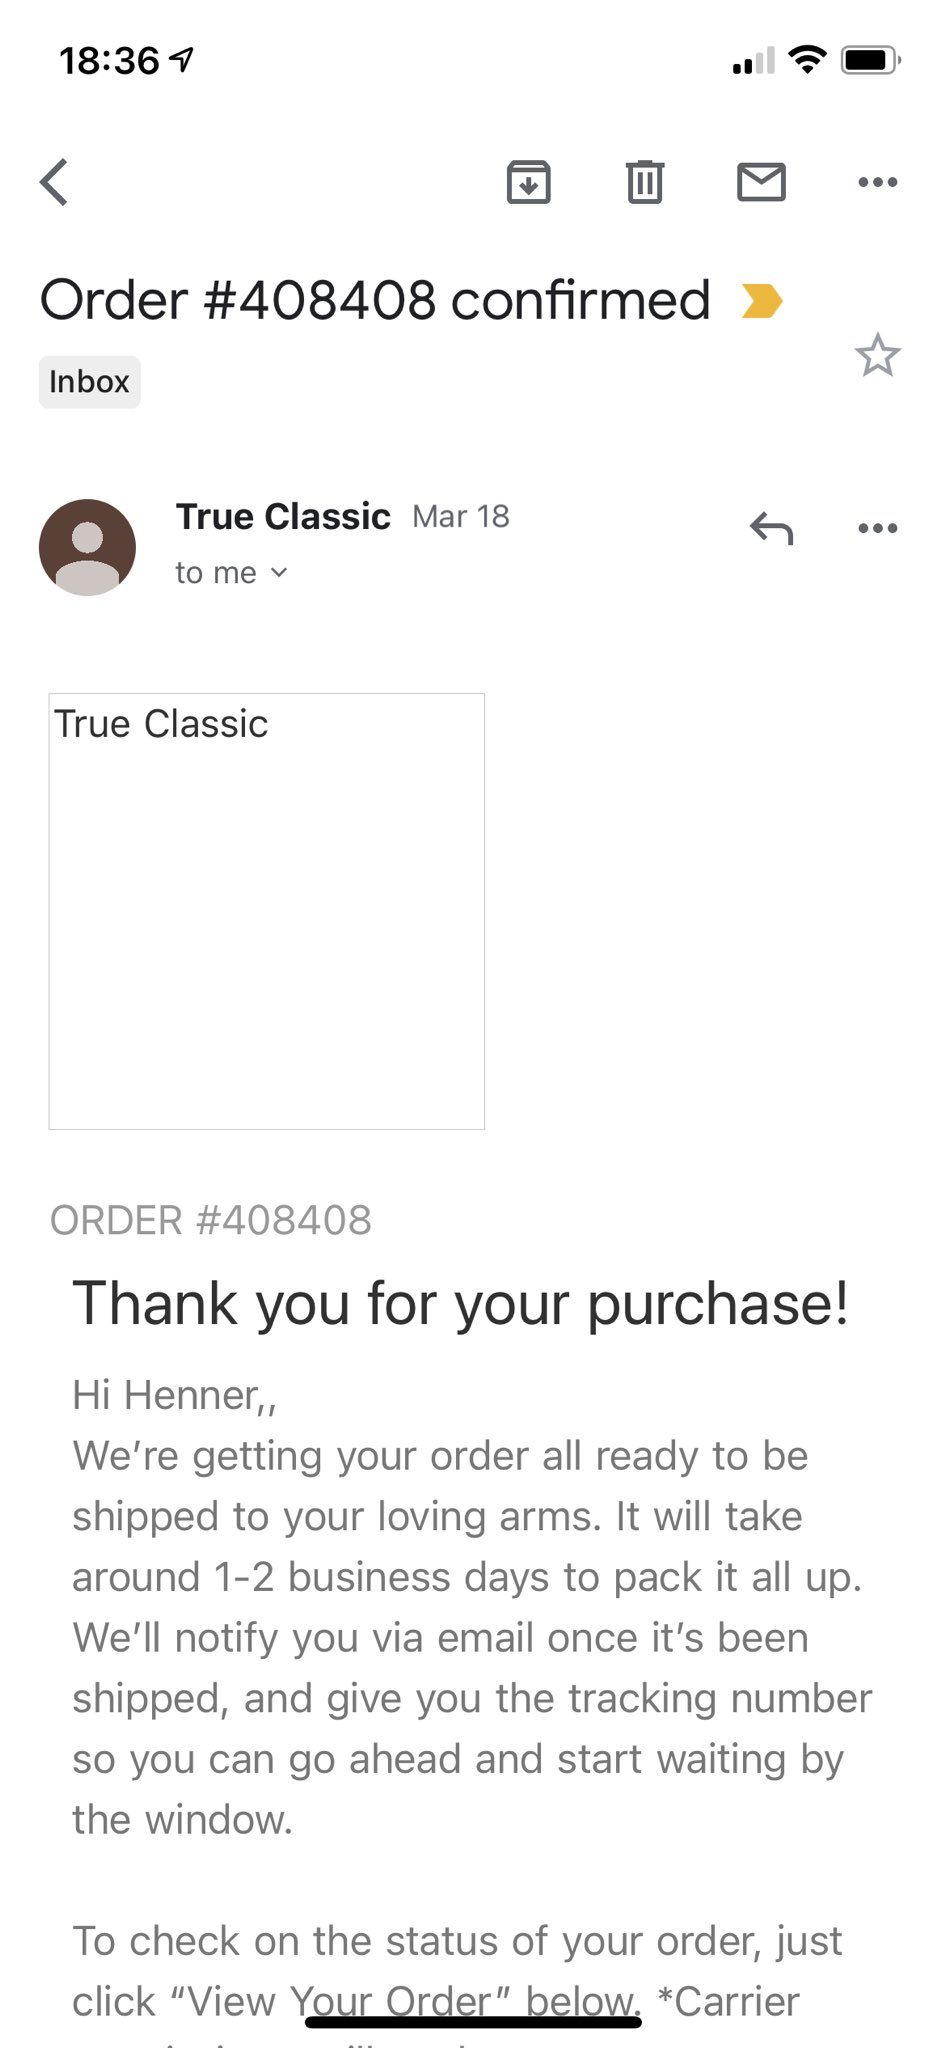 18:36
Order #408408 confirmed
Inbox
True Classic Mar 18
to me
True Classic
ORDER #408408
Thank you for your purchase!
Hi Henner,,
We’re getting your order all ready to be
shipped to your loving arms. It will take
around 1-2 business days to pack it all up.
We’ll notify you via email once it’s been
shipped, and give you the tracking number
so you can go ahead and start waiting by
the window.
To check on the status of your order, just
click “View Your Order” below. *Carrier